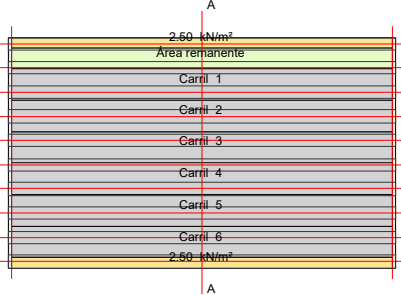 A
2.50 kN/m²
Área remanente
Carril 1
Carril 2
Carril 3
Carril 4
Carril 5
Carril 6
2.50 kN/m²
A